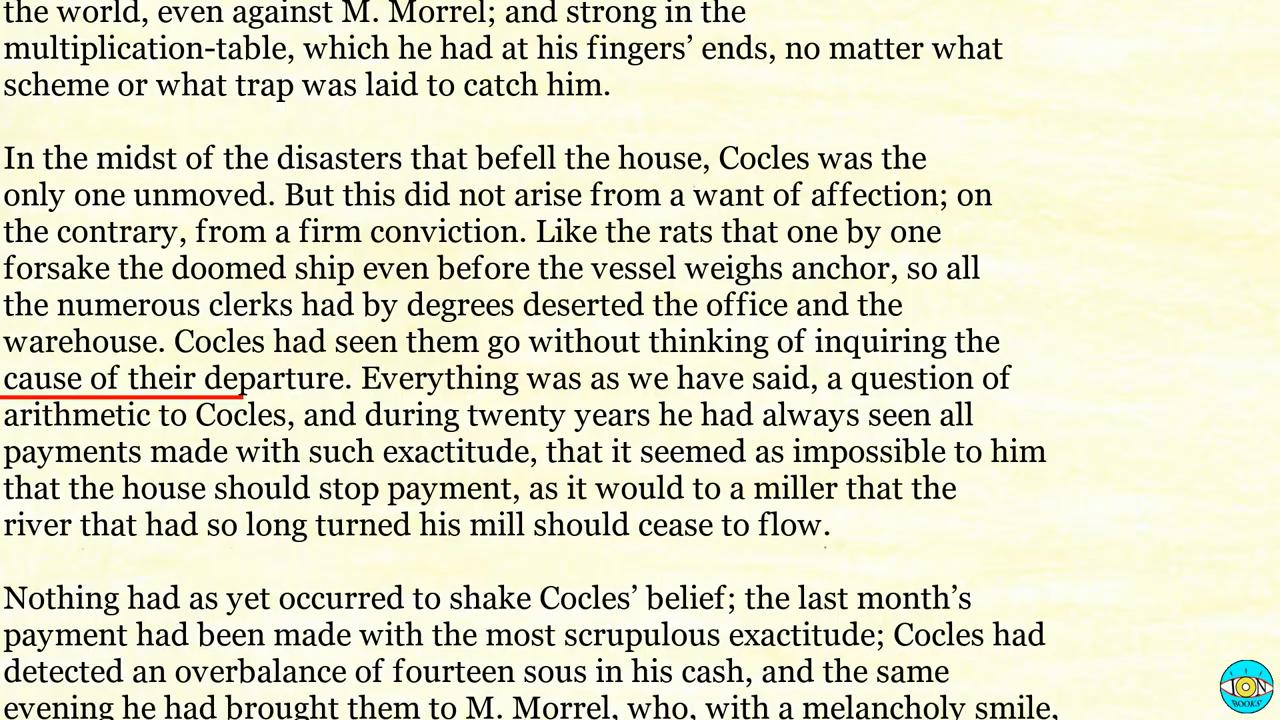 the world, even against M. Morrel; and strong in the
multiplication-table, which he had at his fingers’ ends, no matter what
scheme or what trap was laid to catch him.
In the midst of the disasters that befell the house, Cocles was the
only one unmoved. But this did not arise from a want of affection; on
the contrary, from a firm conviction. Like the rats that one by one
forsake the doomed ship even before the vessel weighs anchor, so all
the numerous clerks had by degrees deserted the office and the
warehouse. Cocles had seen them go without thinking of inquiring the
cause of their departure. Everything was as we have said, a question of
arithmetic to Cocles, and during twenty years he had always seen all
payments made with such exactitude, that it seemed as impossible to him
that the house should stop payment, as it would to a miller that the
river that had so long turned his mill should cease to flow.
Nothing had as yet occurred to shake Cocles’ belief; the last month’s
payment had been made with the most scrupulous exactitude; Cocles had
detected an overbalance of fourteen sous in his cash, and the same
evening he had brought them to M. Morrel, who, with a melancholy smile,
ION
BOOKS